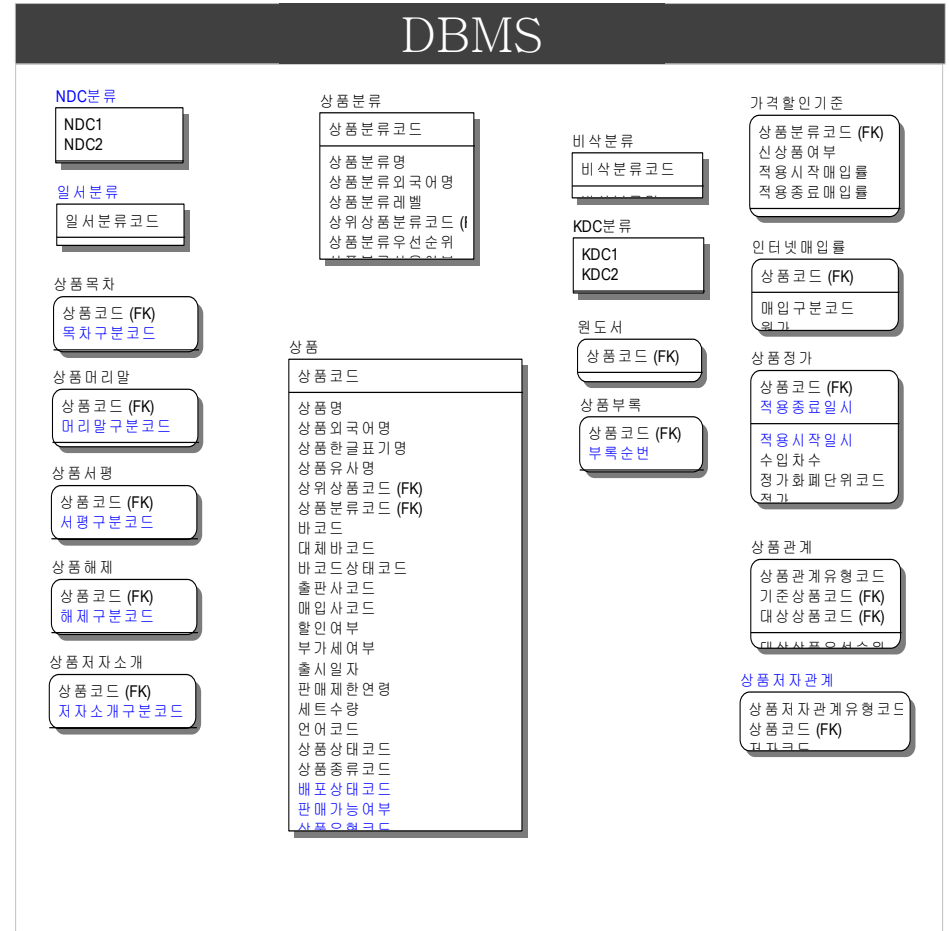 DBMS
NDC분류
NDC1
NDC2
일서분류
일서분류코드
상품목차
상품코드 (FK)
목차구분코드
상품머리말
상품코드 (FK)
머리말구분코드
상품서평
상품코드 (FK)
서평구분코드
상품해제
상품코드 (FK)
해제구분코드
상품저자소개
상품코드 (FK)
저자소개구분코드
상품분류
상품분류코드
상품분류명
상품분류외국어명
상품분류레벨
상위상품분류코드
상품분류우선순위
상품
상품코드
상품명
상품외국어명
상품한글표기명
상품유사명
상위상품코드 (FK)
상품분류코드 (FK)
바코드
대체바코드
바코드상태코드
출판사코드
매입사코드
할인여부
부가세여부
출시일자
판매제한연령
세트수량
언어코드
상품상태코드
상품종류코드
배포상태코드
판매가능여부
상품유형코드
비삭분류
비삭분류코드
KDC분류
KDC1
KDC2
원도서
상품코드 (FK)
상품부록
상품코드 (FK)
부록순번
가격할인기준
상품분류코드 (FK)
신상품여부
적용시작매입률
적용종료매입률
인터넷매입률
상품코드 (FK)
매입구분코드
원가
상품정가
상품코드 (FK)
적용종료일시
적용시작일시
수입차수
정가화폐단위코드
정가
상품관계
상품관계유형코드
기준상품코드 (FK)
대상상품코드 (FK)
대상상품우선순위
상품저자관계
상품저자관계유형코드
상품코드 (FK)
저자코드